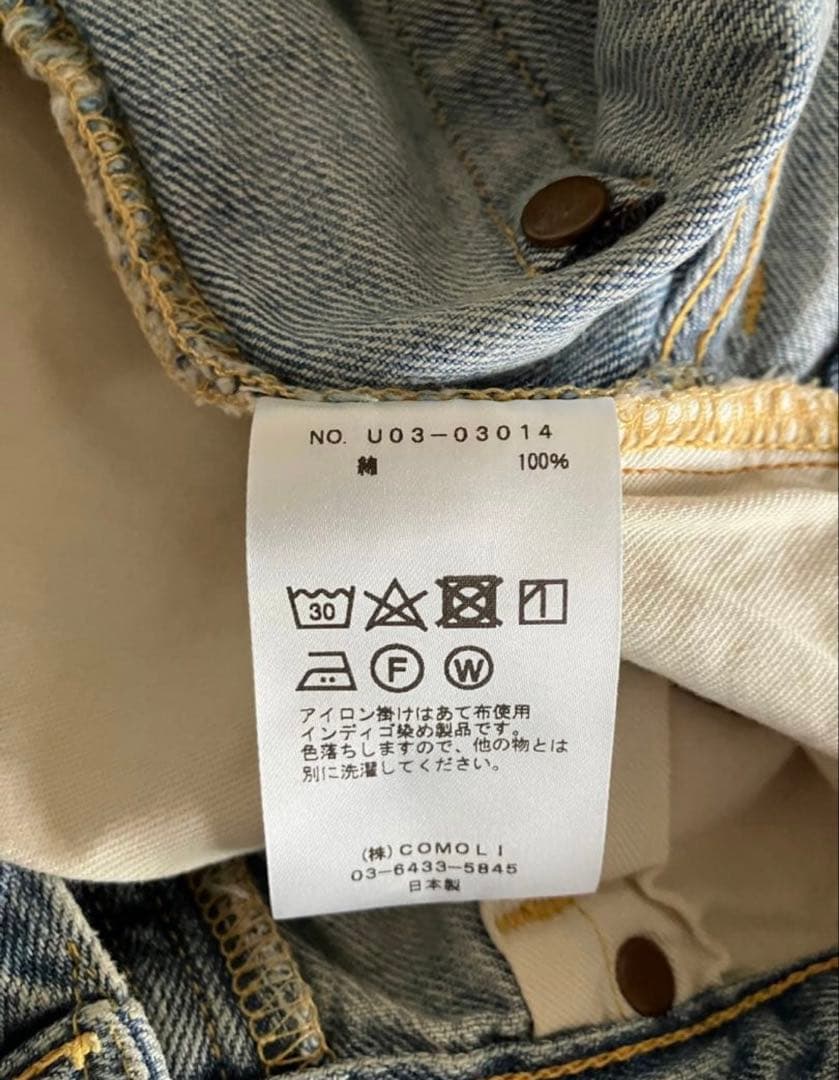 NO. U03-03014
綿 100%
30
F W
アイロン掛けはあて布使用
インディゴ染め製品です。
色落ちしますので、他の物とは
別に洗濯してください。
(株)COMOLI
03-6433-5845
日本製